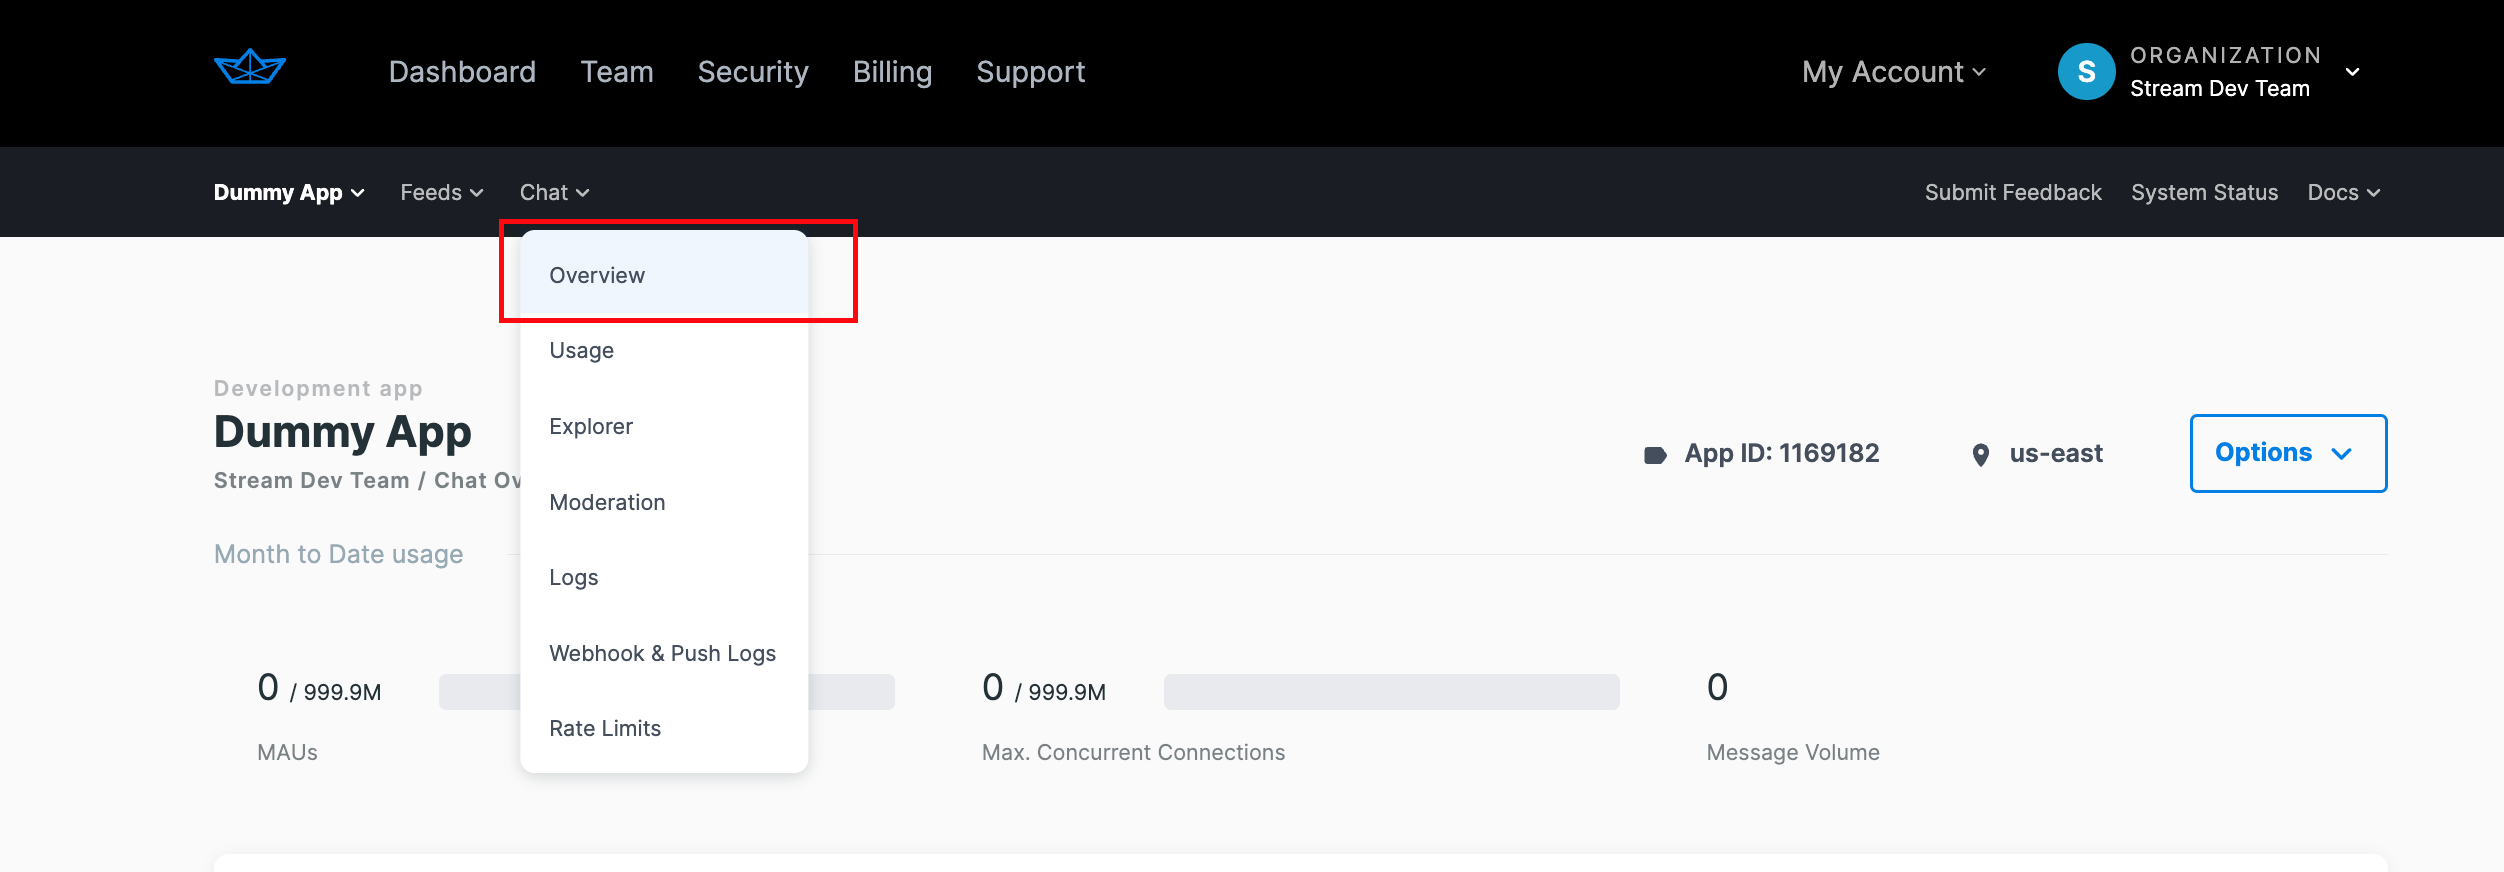 Dashboard Team Security Billing Support My Account S ORGANIZATION
Stream Dev Team
Dummy App Feeds Chat Submit Feedback System Status Docs
Overview
Usage
Explorer
Moderation
Logs
Webhook & Push Logs
Rate Limits
Development app
Dummy App
Stream Dev Team / Chat Ov
App ID: 1169182 us-east Options
Month to Date usage
0 / 999.9M
MAUs
0 / 999.9M
Max. Concurrent Connections
0
Message Volume